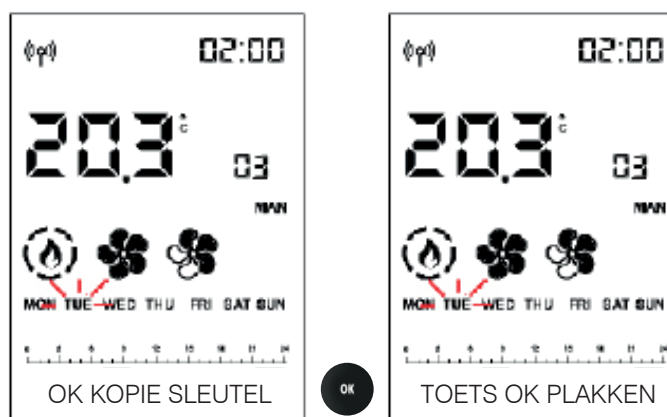 02:00
20.3 °C
03
MAN
MON TUE WED THU FRI SAT SUN
OK KOPIE SLEUTEL
OK
02:00
20.3 °C
03
MAN
MON TUE WED THU FRI SAT SUN
TOETS OK PLAKKEN